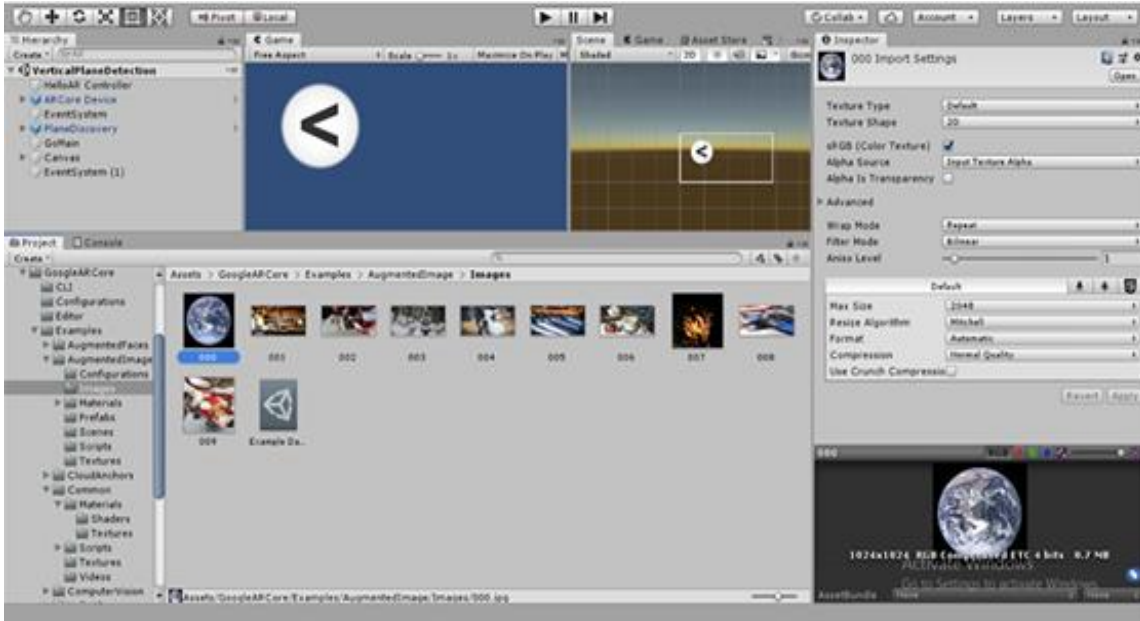 Pivot Local
Collab Account Layers Layout
Hierarchy
Create
VerticalPlaneDetection
HelloAR Controller
ARCore Device
EventSystem
PlaneDiscovery
GoMain
Canvas
EventSystem (1)
Game
Free Aspect Scale 1x Maximize On Play
<
Scene Game Asset Store
Shaded 2D
<
Inspector
000 Import Settings
Open
Texture Type Default
Texture Shape 2D
sRGB (Color Texture)
Alpha Source Input Texture Alpha
Alpha Is Transparency
Advanced
Wrap Mode Repeat
Filter Mode Bilinear
Aniso Level 1
Default
Max Size 2048
Resize Algorithm Mitchell
Format Automatic
Compression Normal Quality
Use Crunch Compressio
Revert Apply
Project Console
Create
GoogleARCore
CLI
Configurations
Editor
Examples
AugmentedFaces
AugmentedImage
Configurations
Images
Materials
Prefabs
Scenes
Scripts
Textures
CloudAnchors
Common
Materials
Shaders
Textures
Scripts
Textures
Videos
ComputerVision
Assets > GoogleARCore > Examples > AugmentedImage > Images
000 001 002 003 004 005 006 007 008
009 Example Da...
Assets/GoogleARCore/Examples/AugmentedImage/Images/000.jpg
000 RGB
1024x1024 RGB Compressed ETC 4 bits 0.7 MB
Activate Windows
Go to Settings to activate Windows.
AssetBundle None None